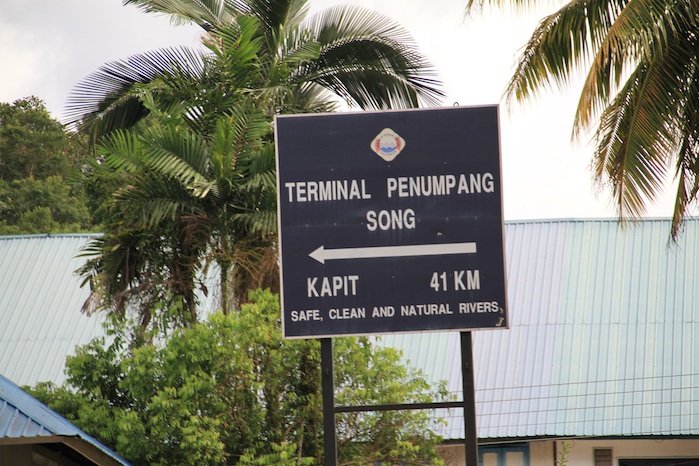 TERMINAL PENUMPANG
SONG
KAPIT 41 KM
SAFE, CLEAN AND NATURAL RIVERS